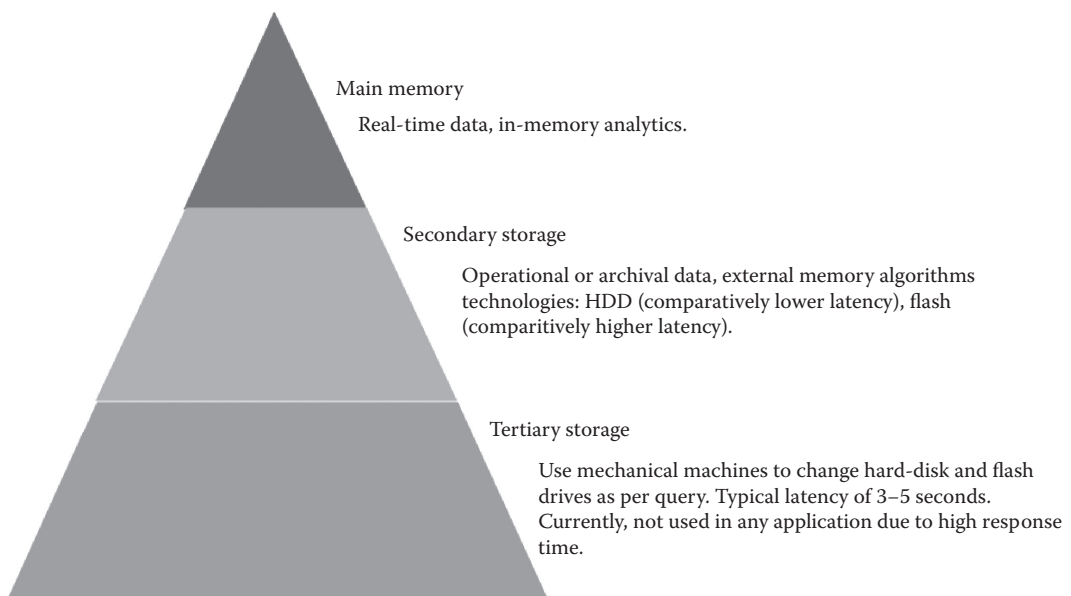 Main memory
Real-time data, in-memory analytics.
Secondary storage
Operational or archival data, external memory algorithms
technologies: HDD (comparatively lower latency), flash
(comparitively higher latency).
Tertiary storage
Use mechanical machines to change hard-disk and flash
drives as per query. Typical latency of 3–5 seconds.
Currently, not used in any application due to high response
time.